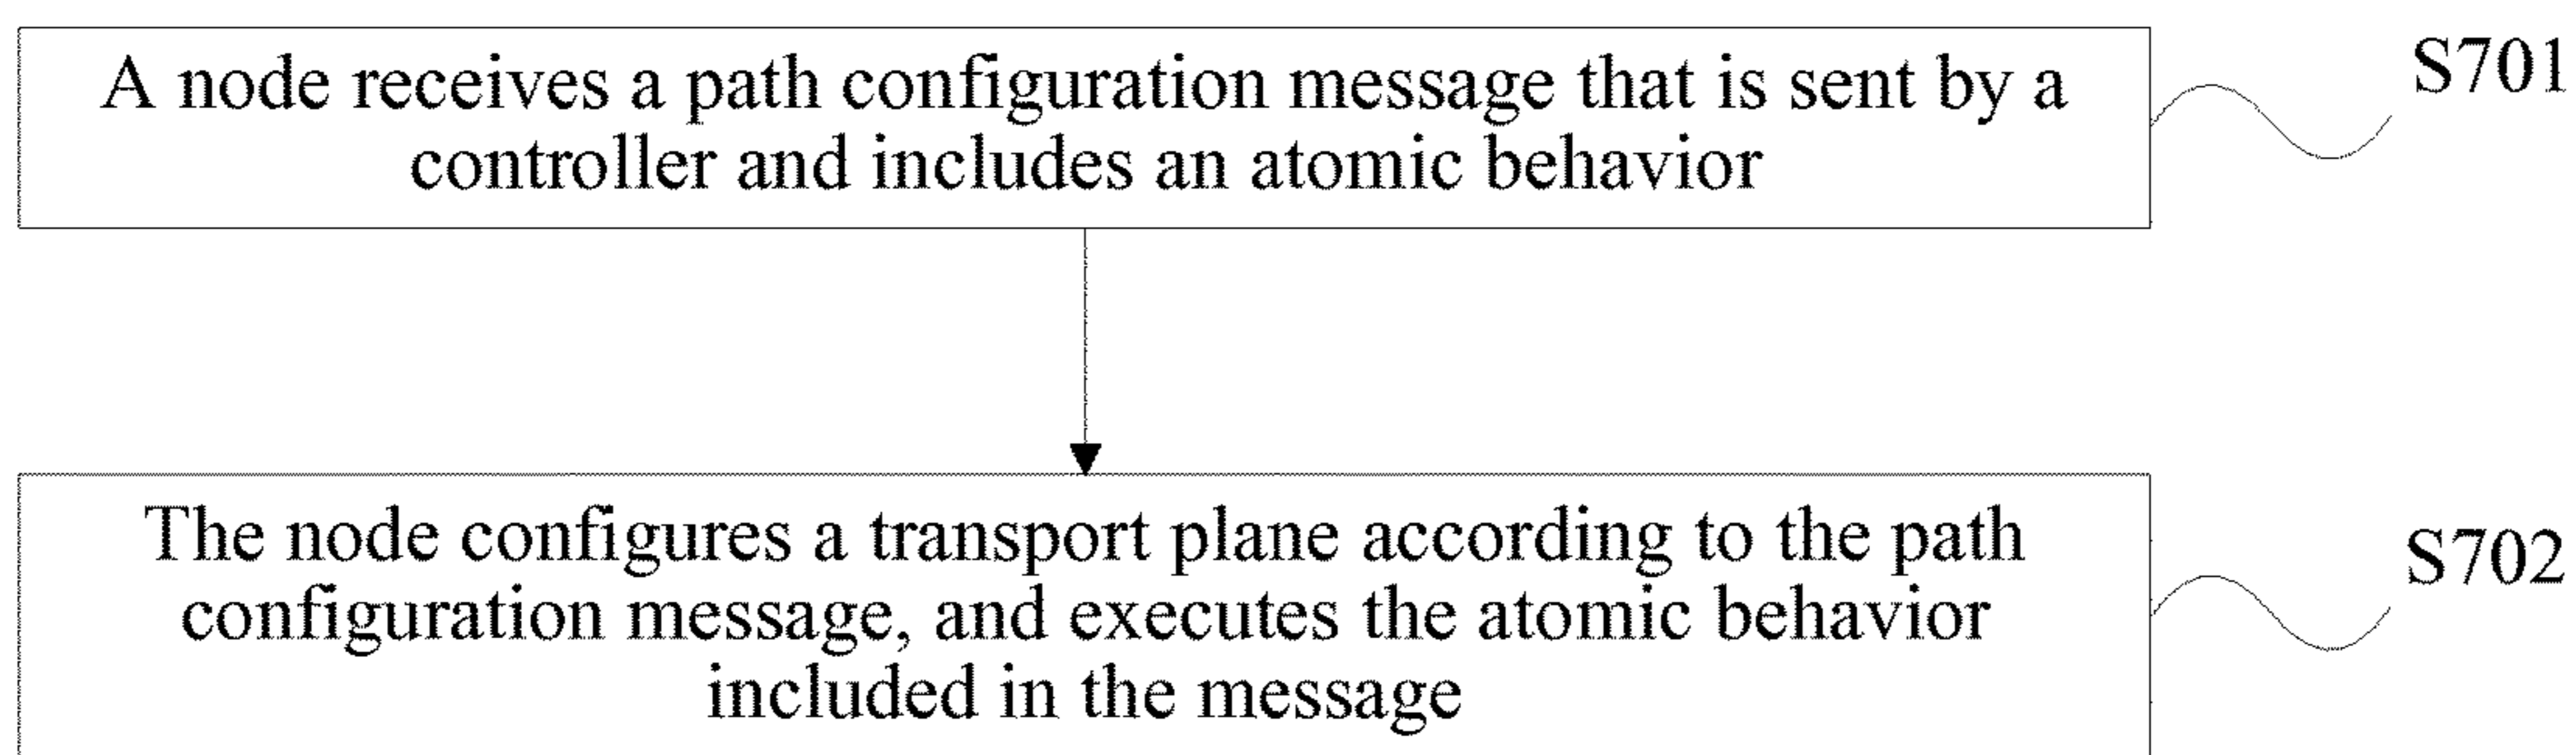 A node receives a path configuration message that is sent by a
controller and includes an atomic behavior
S701
The node configures a transport plane according to the path
configuration message, and executes the atomic behavior
included in the message
S702